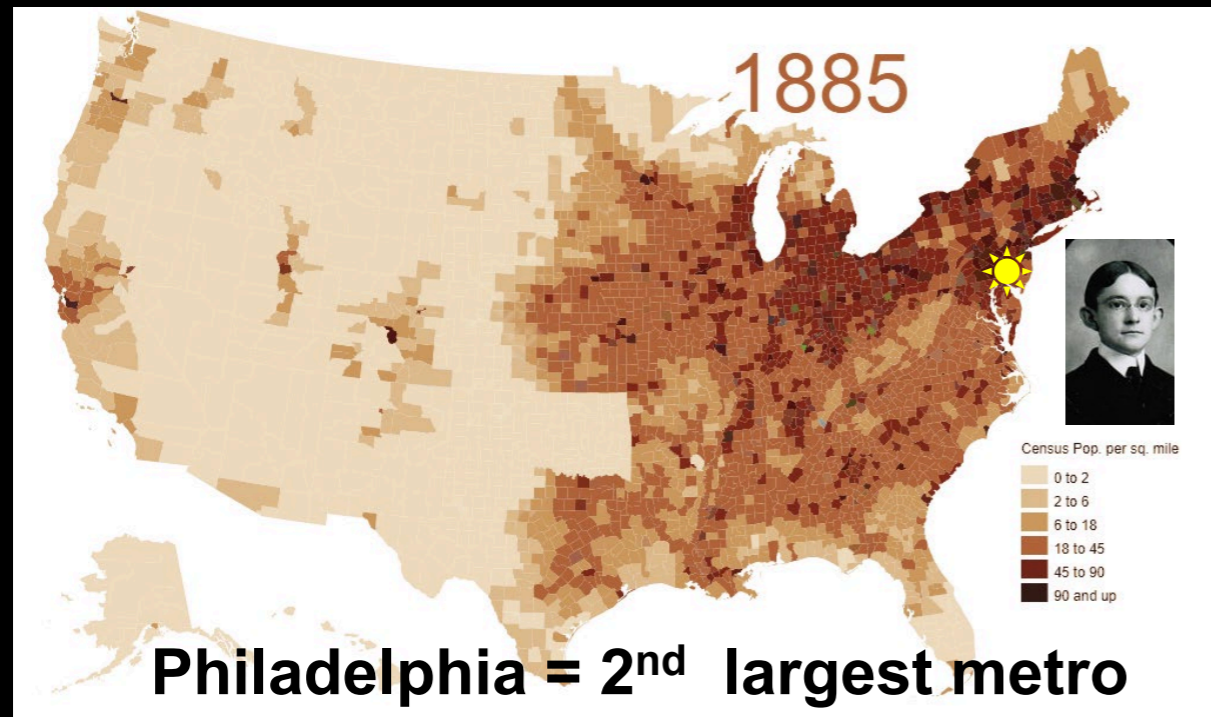 1885
Census Pop. per sq. mile
0 to 2
2 to 6
6 to 18
18 to 45
45 to 90
90 and up
Philadelphia = 2nd largest metro